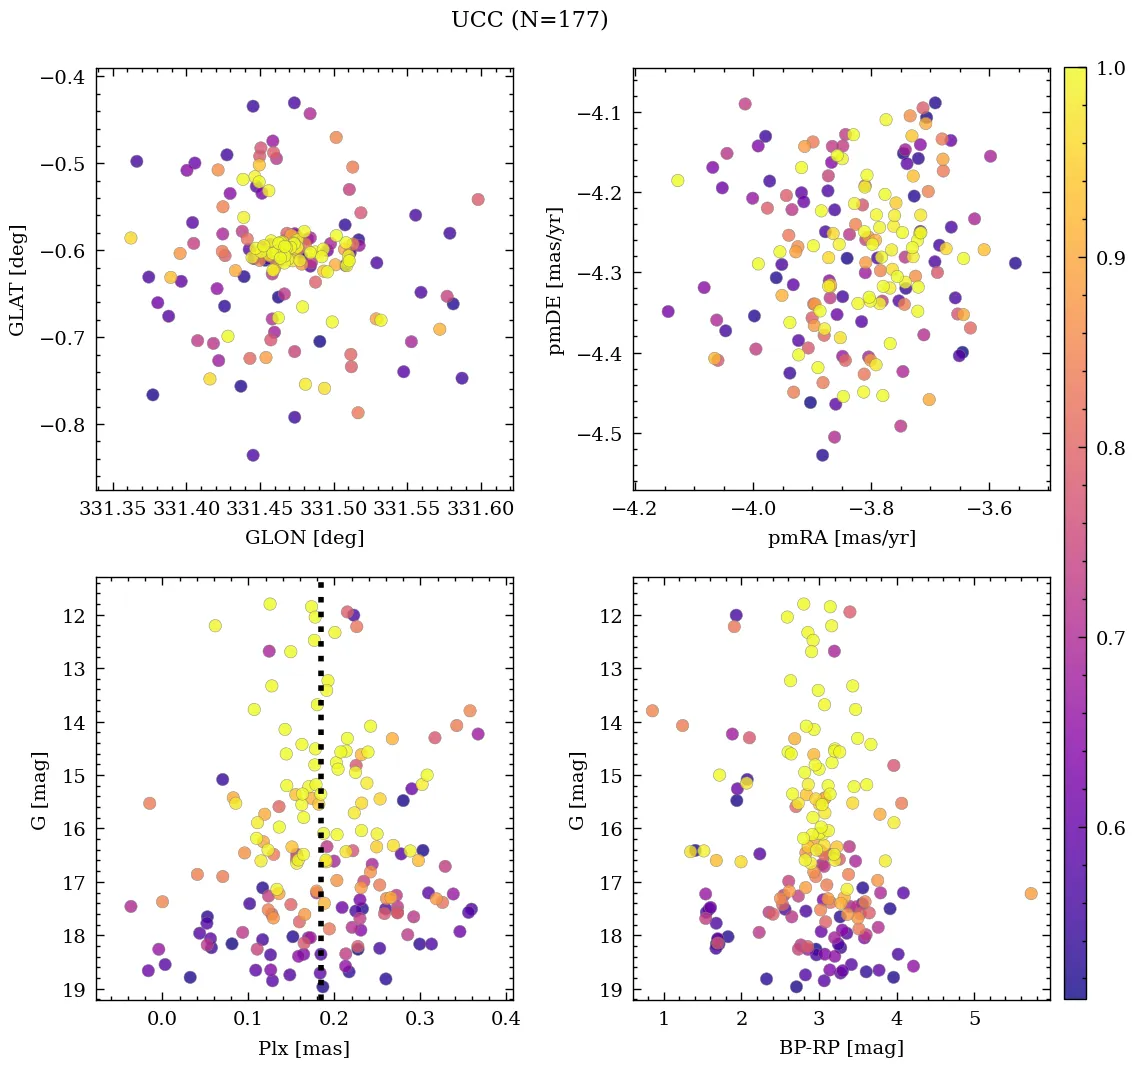 UCC (N=177)
−0.4
−0.5
−0.6
−0.7
−0.8
GLAT [deg]
331.35 331.40 331.45 331.50 331.55 331.60
GLON [deg]
−4.1
−4.2
−4.3
−4.4
−4.5
pmDE [mas/yr]
−4.2 −4.0 −3.8 −3.6
pmRA [mas/yr]
12
13
14
15
16
17
18
19
G [mag]
0.0 0.1 0.2 0.3 0.4
Plx [mas]
12
13
14
15
16
17
18
19
G [mag]
1 2 3 4 5
BP-RP [mag]
1.0
0.9
0.8
0.7
0.6